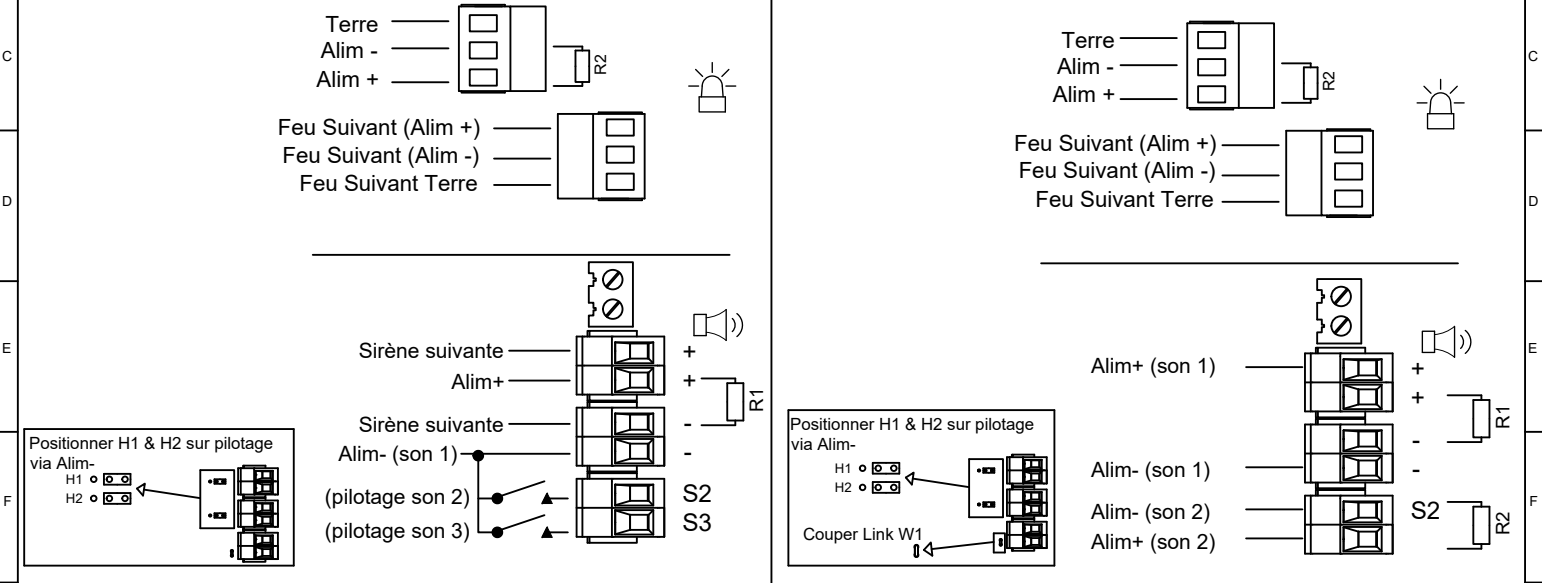 C
D
E
F
Terre
Alim -
Alim +
R2
Feu Suivant (Alim +)
Feu Suivant (Alim -)
Feu Suivant Terre
Sirène suivante
+
Alim+
+
R1
Sirène suivante
-
Alim- (son 1)
-
(pilotage son 2)
S2
(pilotage son 3)
S3
Positionner H1 & H2 sur pilotage
via Alim-
H1
H2
Terre
Alim -
Alim +
R2
Feu Suivant (Alim +)
Feu Suivant (Alim -)
Feu Suivant Terre
Alim+ (son 1)
+
+
R1
-
Alim- (son 1)
-
Alim- (son 2)
S2
Alim+ (son 2)
R2
Positionner H1 & H2 sur pilotage
via Alim-
H1
H2
Couper Link W1
C
D
E
F